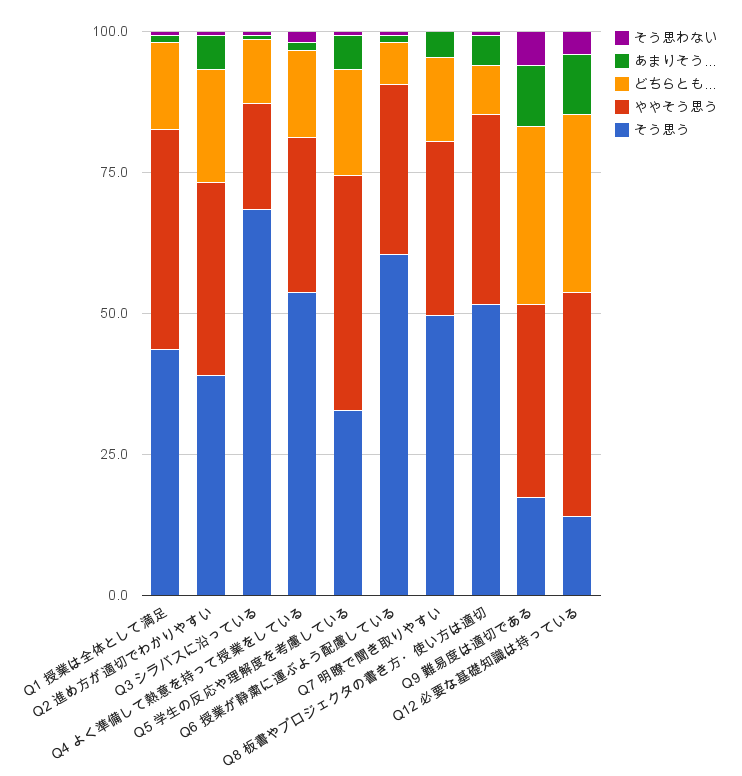 100.0
75.0
50.0
25.0
0.0
そう思わない
あまりそう...
どちらとも...
ややそう思う
そう思う
Q1 授業は全体として満足
Q2 進め方が適切でわかりやすい
Q3 シラバスに沿っている
Q4 よく準備して熱意を持って授業をしている
Q5 学生の反応や理解度を考慮している
Q6 授業が静粛に運ぶよう配慮している
Q7 明瞭で聞き取りやすい
Q8 板書やプロジェクタの書き方・使い方は適切
Q9 難易度は適切である
Q12 必要な基礎知識は持っている